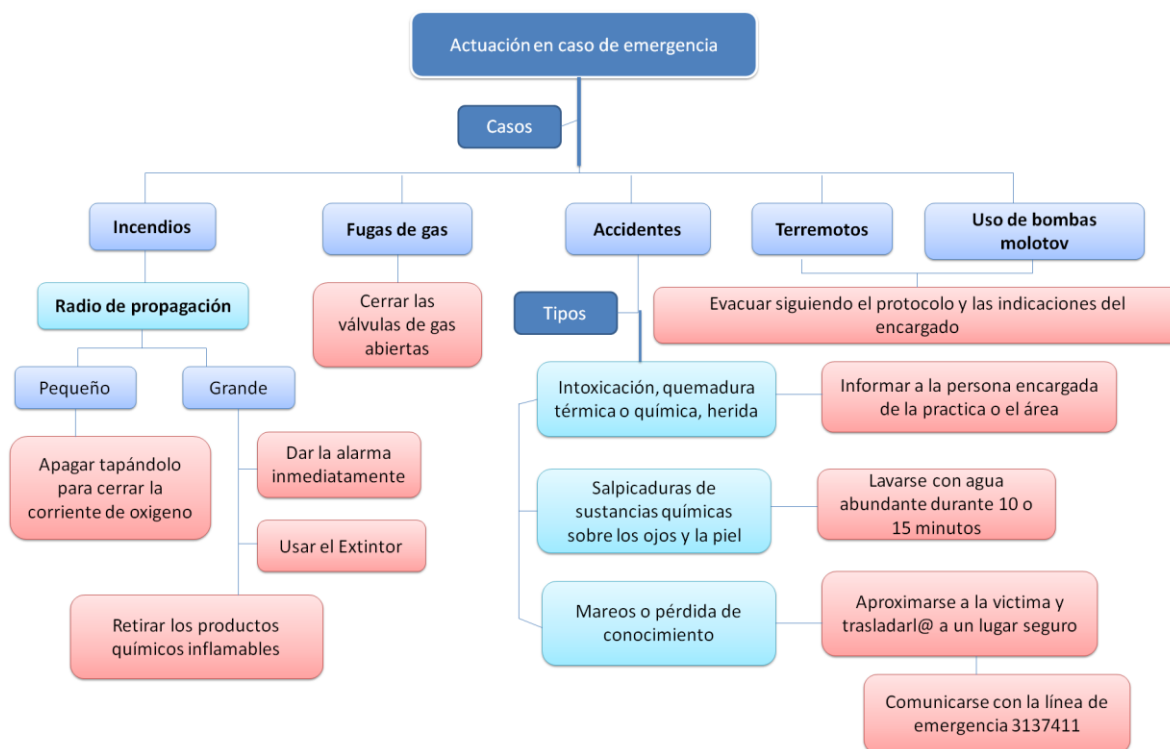 Actuación en caso de emergencia
Casos
Incendios
Fugas de gas
Accidentes
Terremotos
Uso de bombas
molotov
Radio de propagación
Cerrar las
válvulas de gas
abiertas
Tipos
Evacuar siguiendo el protocolo y las indicaciones del
encargado
Pequeño
Grande
Intoxicación, quemadura
térmica o química, herida
Informar a la persona encargada
de la practica o el área
Apagar tapándolo
para cerrar la
corriente de oxigeno
Dar la alarma
inmediatamente
Usar el Extintor
Salpicaduras de
sustancias químicas
sobre los ojos y la piel
Lavarse con agua
abundante durante 10 o
15 minutos
Retirar los productos
químicos inflamables
Mareos o pérdida de
conocimiento
Aproximarse a la victima y
trasladarl@ a un lugar seguro
Comunicarse con la línea de
emergencia 3137411